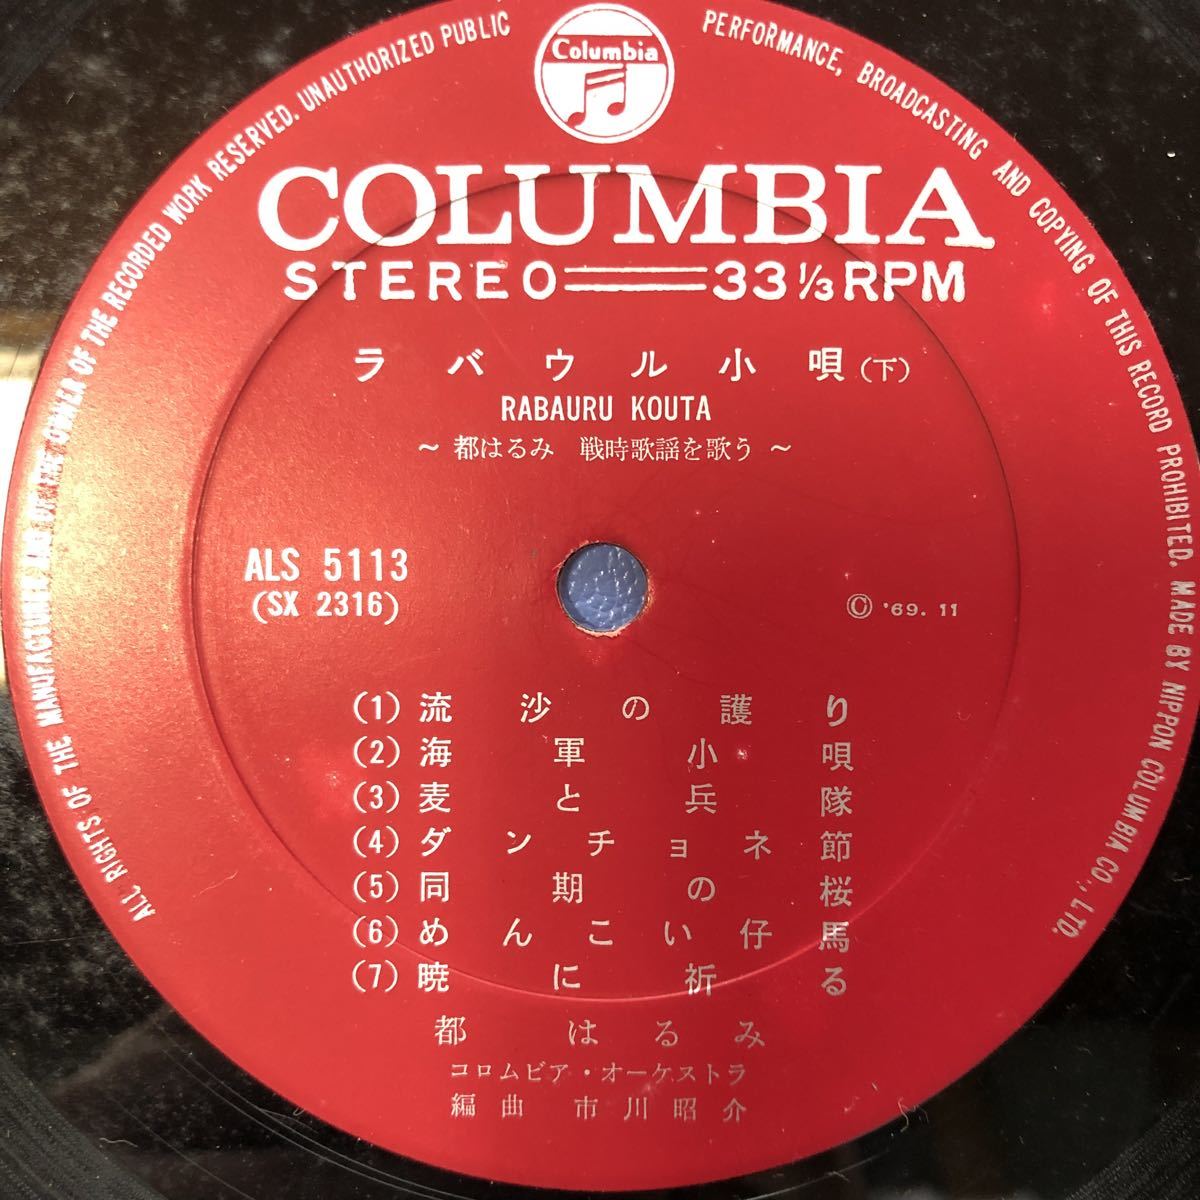 ALL RIGHTS OF THE MANUFACTURER AND OF THE OWNER OF THE RECORDED WORK RESERVED. UNAUTHORIZED PUBLIC PERFORMANCE, BROADCASTING AND COPYING OF THIS RECORD PROHIBITED. MADE BY NIPPON COLUMBIA CO., LTD.
Columbia
COLUMBIA
STEREO 33 1/3 RPM
ラバウル小唄(下)
RABAURU KOUTA
~都はるみ 戦時歌謡を歌う~
ALS 5113
(SX 2316)
© '69. 11
(1)流沙の護り
(2)海軍小唄
(3)麦と兵隊
(4)ダンチョネ節
(5)同期の桜
(6)めんこい仔馬
(7)暁に祈る
都はるみ
コロムビア・オーケストラ
編曲 市川昭介